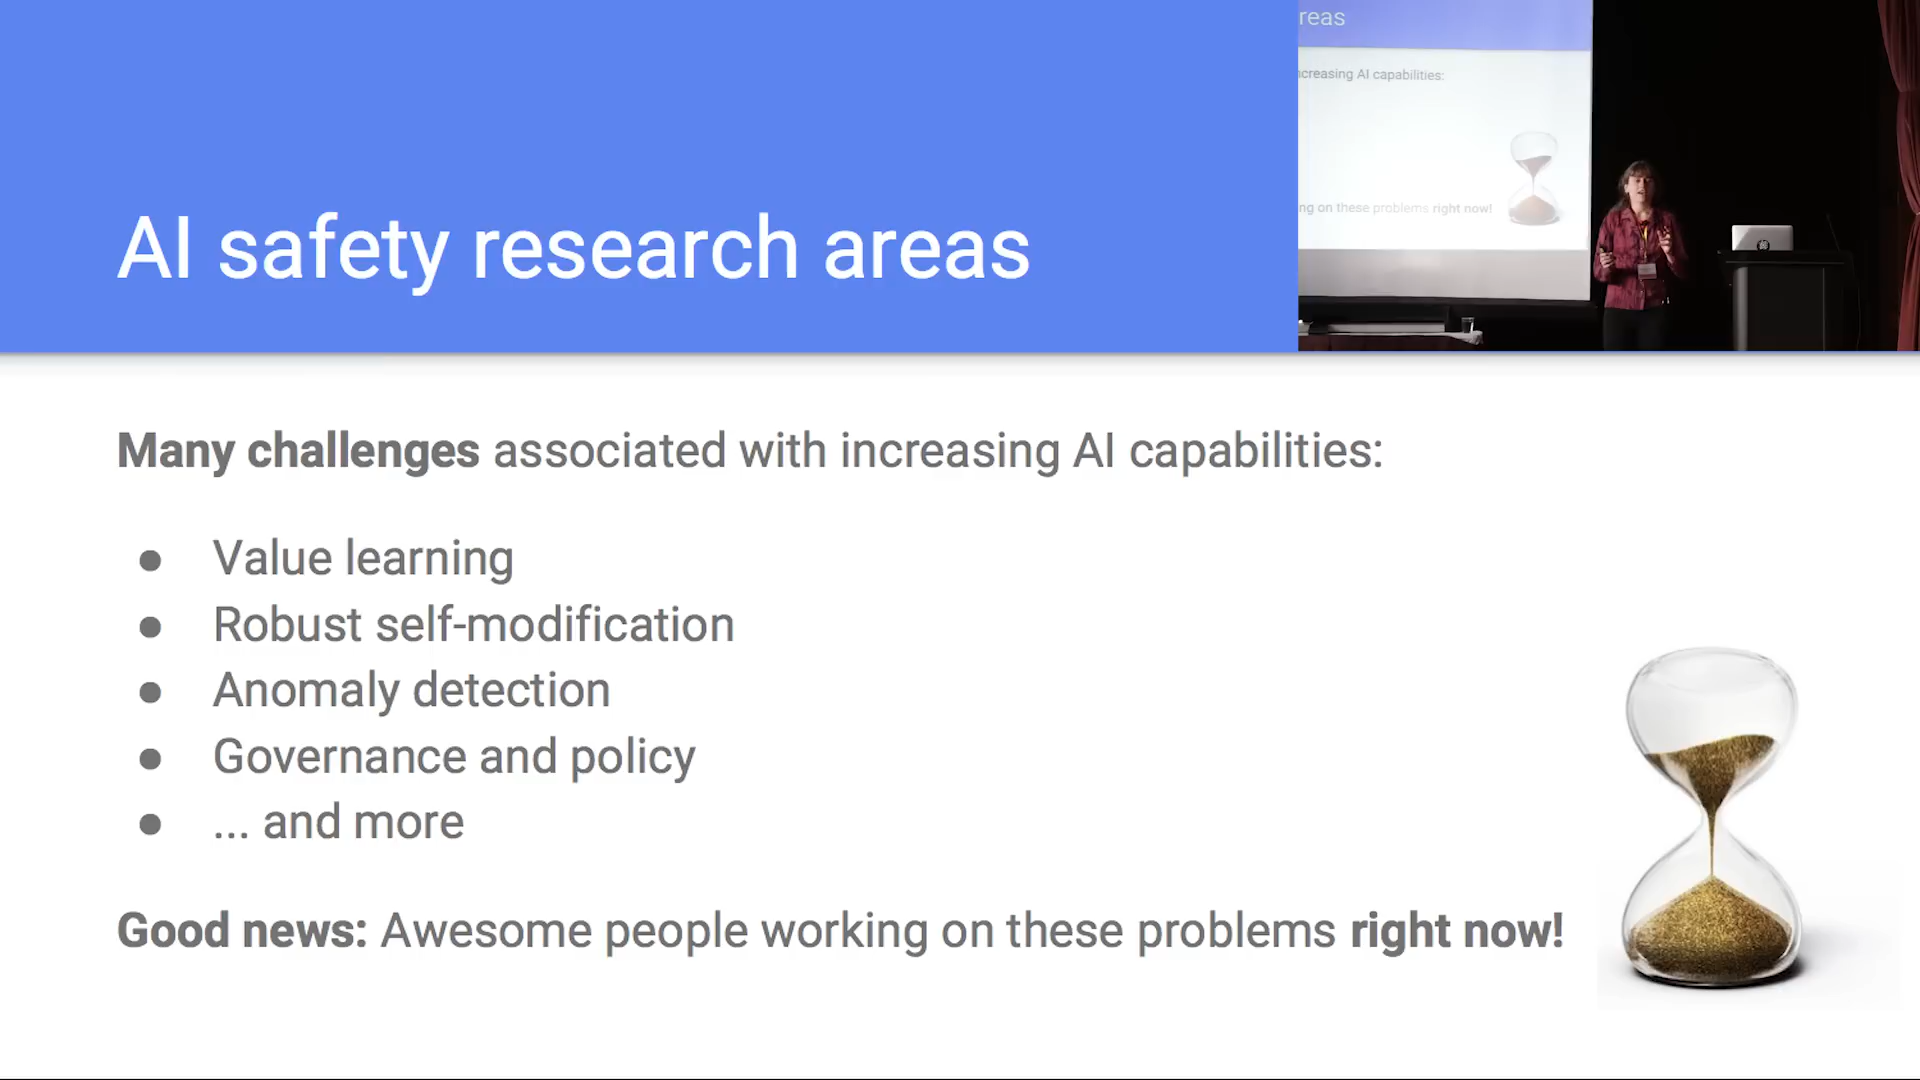 AI safety research areas
reas
creasing AI capabilities:
ng on these problems right now!
Many challenges associated with increasing AI capabilities:
● Value learning
● Robust self-modification
● Anomaly detection
● Governance and policy
● ... and more
Good news: Awesome people working on these problems right now!